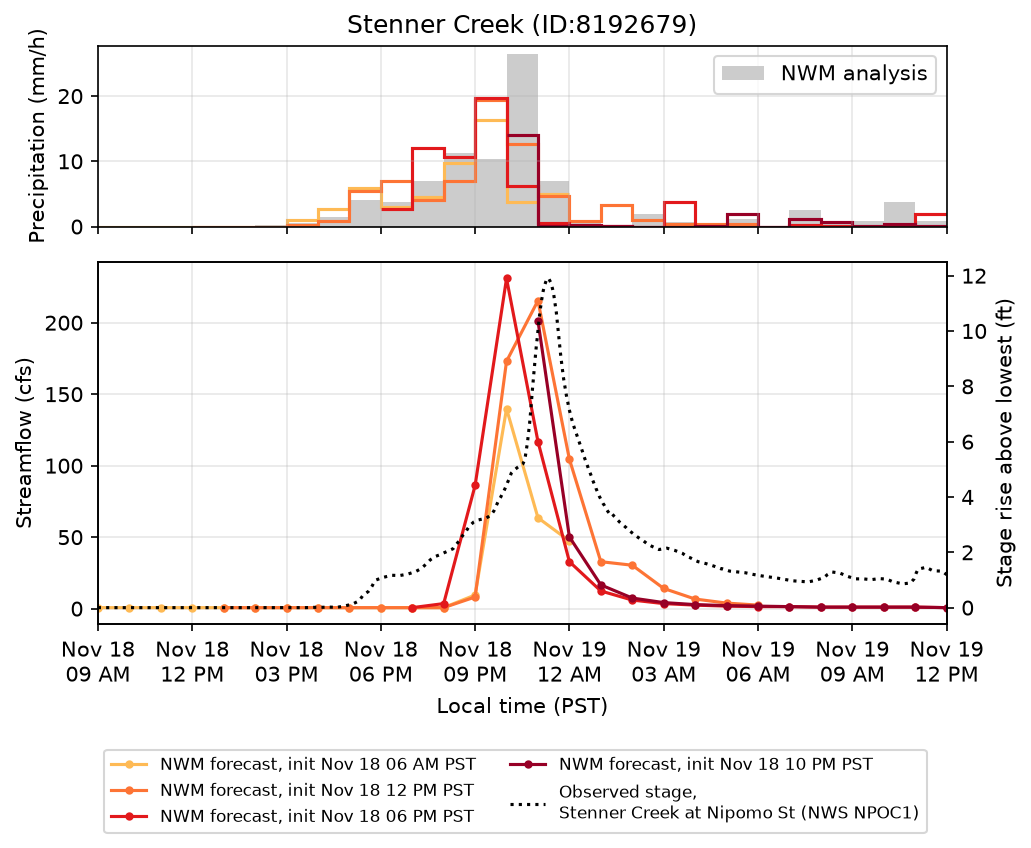 Stenner Creek (ID:8192679)
Precipitation (mm/h)
20
10
0
NWM analysis
Streamflow (cfs)
200
150
100
50
0
12
10
8
6
4
2
0
Stage rise above lowest (ft)
Nov 18 Nov 18 Nov 18 Nov 18 Nov 18 Nov 19 Nov 19 Nov 19 Nov 19 Nov 19
09 AM 12 PM 03 PM 06 PM 09 PM 12 AM 03 AM 06 AM 09 AM 12 PM
Local time (PST)
NWM forecast, init Nov 18 06 AM PST
NWM forecast, init Nov 18 12 PM PST
NWM forecast, init Nov 18 06 PM PST
NWM forecast, init Nov 18 10 PM PST
Observed stage,
Stenner Creek at Nipomo St (NWS NPOC1)